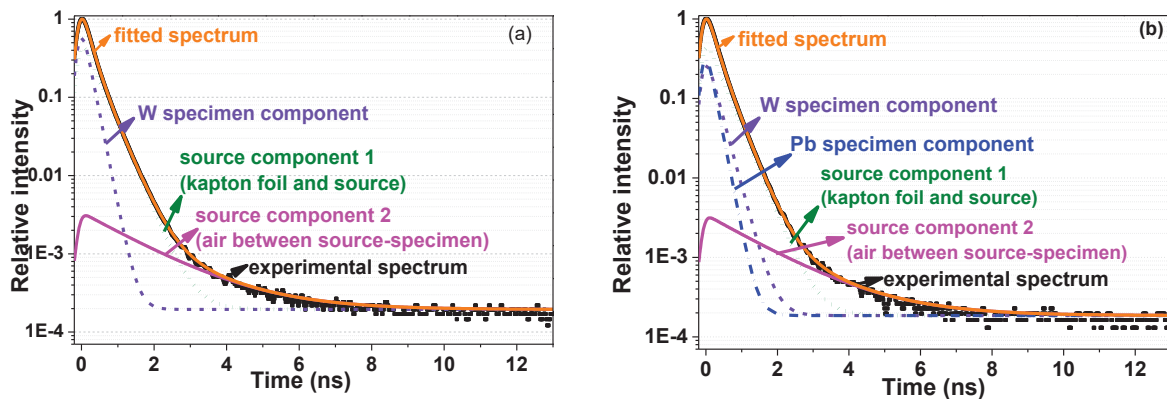 (a)
fitted spectrum
W specimen component
source component 1
(kapton foil and source)
source component 2
(air between source-specimen)
experimental spectrum
Relative intensity
1
0.1
0.01
1E-3
1E-4
0 2 4 6 8 10 12
Time (ns)
(b)
fitted spectrum
W specimen component
Pb specimen component
source component 1
(kapton foil and source)
source component 2
(air between source-specimen)
experimental spectrum
Relative intensity
1
0.1
0.01
1E-3
1E-4
0 2 4 6 8 10 12
Time (ns)